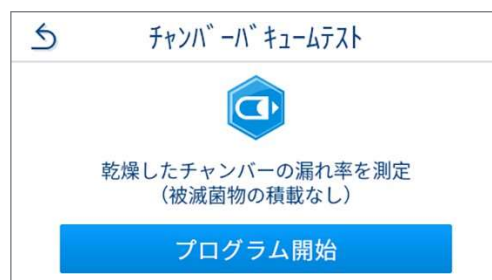 チャンバーバキュームテスト
乾燥したチャンバーの漏れ率を測定
（被滅菌物の積載なし）
プログラム開始